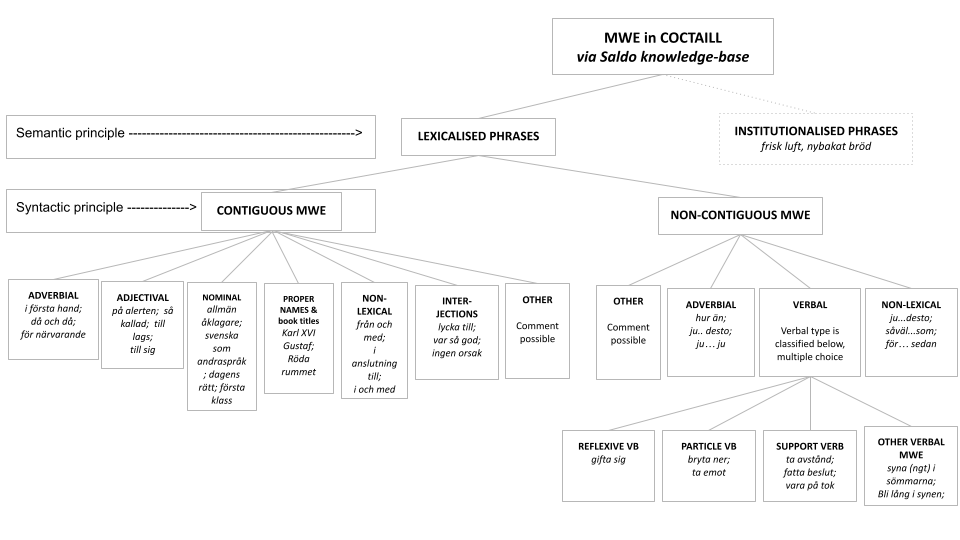 MWE in COCTAILL
via Saldo knowledge-base
Semantic principle --------------------------------------------------->
LEXICALISED PHRASES
INSTITUTIONALISED PHRASES
frisk luft, nybakat bröd
Syntactic principle -------------->
CONTIGUOUS MWE
NON-CONTIGUOUS MWE
ADVERBIAL
i första hand;
då och då;
för närvarande
ADJECTIVAL
på alerten; så
kallad; till
lags;
till sig
NOMINAL
allmän
åklagare;
svenska
som
andraspråk
; dagens
rätt; första
klass
PROPER
NAMES &
book titles
Karl XVI
Gustaf;
Röda
rummet
NON-
LEXICAL
från och
med;
i
anslutning
till;
i och med
INTER-
JECTIONS
lycka till;
var så god;
ingen orsak
OTHER
Comment
possible
OTHER
Comment
possible
ADVERBIAL
hur än;
ju.. desto;
ju... ju
VERBAL
Verbal type is
classified below,
multiple choice
NON-LEXICAL
ju...desto;
såväl...som;
för... sedan
REFLEXIVE VB
gifta sig
PARTICLE VB
bryta ner;
ta emot
SUPPORT VERB
ta avstånd;
fatta beslut;
vara på tok
OTHER VERBAL
MWE
syna (ngt) i
sömmarna;
Bli lång i synen;